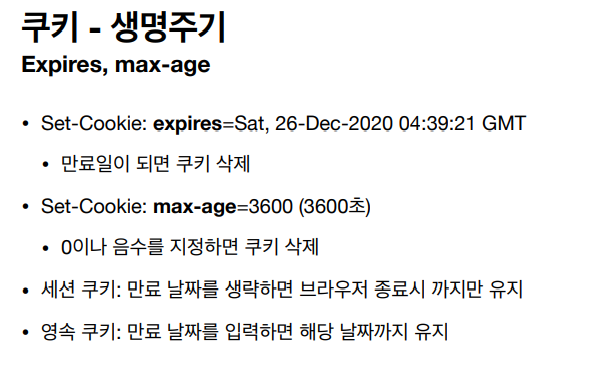 쿠키 - 생명주기
Expires, max-age
• Set-Cookie: expires=Sat, 26-Dec-2020 04:39:21 GMT
• 만료일이 되면 쿠키 삭제
• Set-Cookie: max-age=3600 (3600초)
• 0이나 음수를 지정하면 쿠키 삭제
• 세션 쿠키: 만료 날짜를 생략하면 브라우저 종료시 까지만 유지
• 영속 쿠키: 만료 날짜를 입력하면 해당 날짜까지 유지